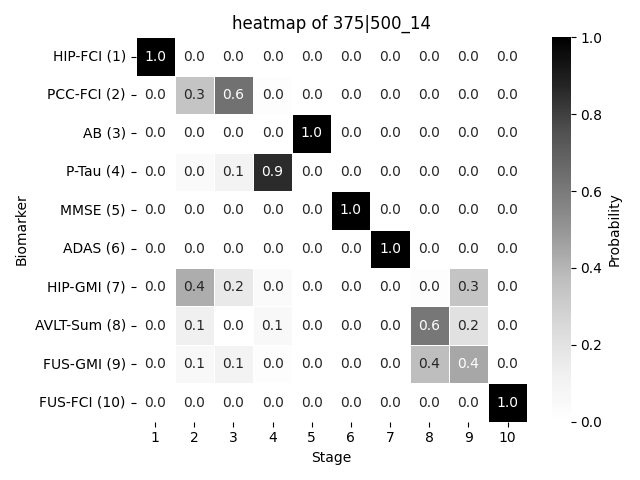 heatmap of 375|500_14
HIP-FCI (1) 1.0 0.0 0.0 0.0 0.0 0.0 0.0 0.0 0.0 0.0
PCC-FCI (2) 0.0 0.3 0.6 0.0 0.0 0.0 0.0 0.0 0.0 0.0
AB (3) 0.0 0.0 0.0 0.0 1.0 0.0 0.0 0.0 0.0 0.0
P-Tau (4) 0.0 0.0 0.1 0.9 0.0 0.0 0.0 0.0 0.0 0.0
MMSE (5) 0.0 0.0 0.0 0.0 0.0 1.0 0.0 0.0 0.0 0.0
ADAS (6) 0.0 0.0 0.0 0.0 0.0 0.0 1.0 0.0 0.0 0.0
HIP-GMI (7) 0.0 0.4 0.2 0.0 0.0 0.0 0.0 0.0 0.3 0.0
AVLT-Sum (8) 0.0 0.1 0.0 0.1 0.0 0.0 0.0 0.6 0.2 0.0
FUS-GMI (9) 0.0 0.1 0.1 0.0 0.0 0.0 0.0 0.4 0.4 0.0
FUS-FCI (10) 0.0 0.0 0.0 0.0 0.0 0.0 0.0 0.0 0.0 1.0
1 2 3 4 5 6 7 8 9 10
Stage
Biomarker
1.0
0.8
0.6
0.4
0.2
0.0
Probability